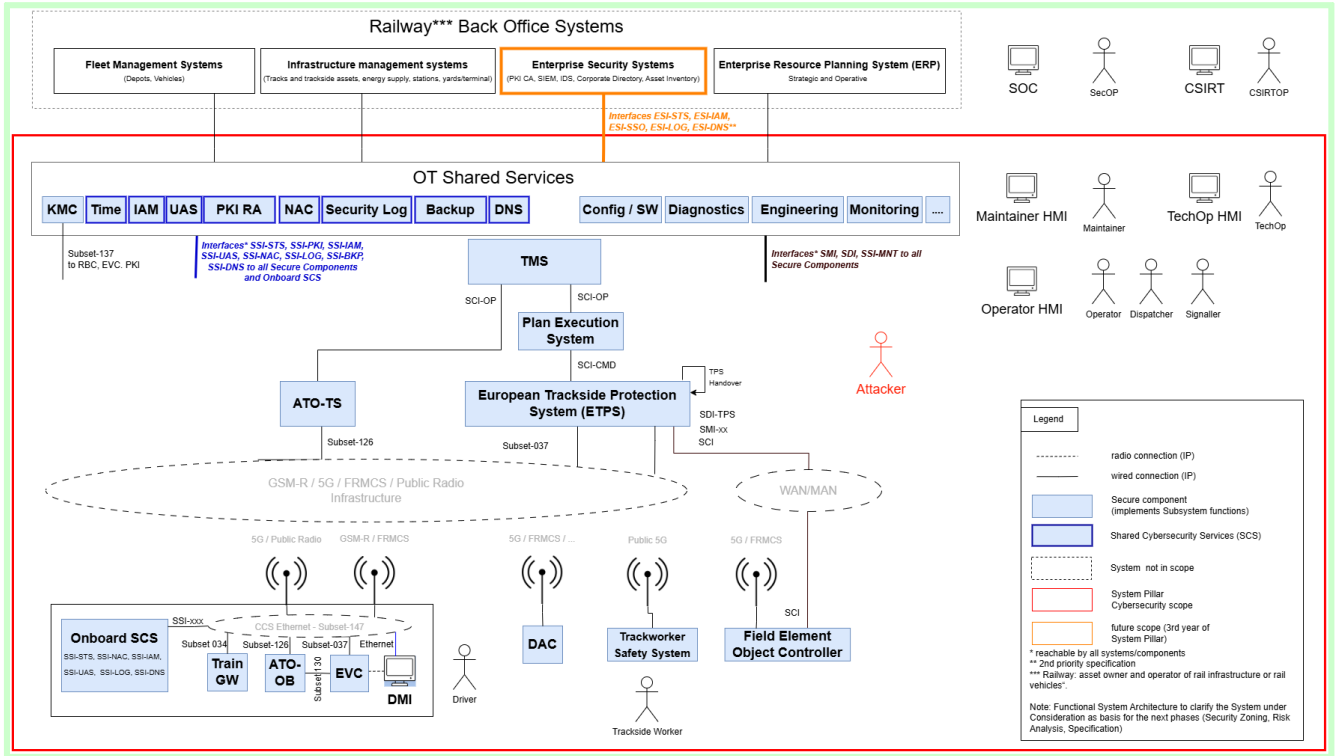 Railway*** Back Office Systems
Fleet Management Systems
(Depots, Vehicles)
Infrastructure management systems
(Tracks and trackside assets, energy supply, stations, yards/terminal)
Enterprise Security Systems
(PKI CA, SIEM, IDS, Corporate Directory, Asset Inventory)
Enterprise Resource Planning System (ERP)
Strategic and Operative
SOC
SecOP
CSIRT
CSIRTOP
Interfaces ESI-STS, ESI-IAM,
ESI-SSO, ESI-LOG, ESI-DNS**
OT Shared Services
KMC
Time
IAM
UAS
PKI RA
NAC
Security Log
Backup
DNS
Config / SW
Diagnostics
Engineering
Monitoring
....
Maintainer HMI
Maintainer
TechOp HMI
TechOp
Subset-137
to RBC, EVC. PKI
Interfaces* SSI-STS, SSI-PKI, SSI-IAM,
SSI-UAS, SSI-NAC, SSI-LOG, SSI-BKP,
SSI-DNS to all Secure Components
and Onboard SCS
TMS
Interfaces* SMI, SDI, SSI-MNT to all
Secure Components
SCI-OP
SCI-OP
Operator HMI
Operator
Dispatcher
Signaller
Plan Execution
System
SCI-CMD
TPS
Handover
Attacker
ATO-TS
European Trackside Protection
System (ETPS)
SDI-TPS
SMI-xx
SCI
Subset-126
Subset-037
GSM-R / 5G / FRMCS / Public Radio
Infrastructure
WAN/MAN
5G / Public Radio
GSM-R / FRMCS
5G / FRMCS / ...
Public 5G
5G / FRMCS
SCI
Onboard SCS
SSI-STS, SSI-NAC, SSI-IAM,
SSI-UAS, SSI-LOG, SSI-DNS
SSI-xxx
CCS Ethernet - Subset-147
Subset 034
Subset-126
Subset-037
Ethernet
Train
GW
ATO-
OB
Subset-130
EVC
DMI
Driver
DAC
Trackworker
Safety System
Field Element
Object Controller
Trackside Worker
Legend
radio connection (IP)
wired connection (IP)
Secure component
(implements Subsystem functions)
Shared Cybersecurity Services (SCS)
System not in scope
System Pillar
Cybersecurity scope
future scope (3rd year of
System Pillar)
* reachable by all systems/components
** 2nd priority specification
*** Railway: asset owner and operator of rail infrastructure or rail
vehicles“.
Note: Functional System Architecture to clarify the System under
Consideration as basis for the next phases (Security Zoning, Risk
Analysis, Specification)